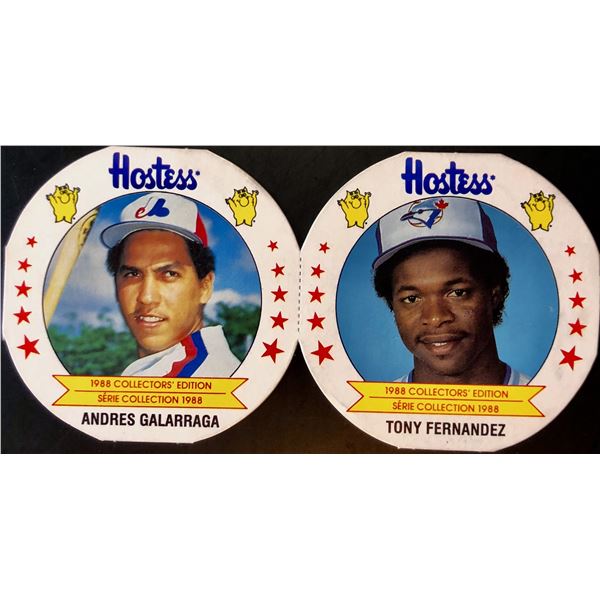 Hostess
1988 COLLECTORS' EDITION
SÉRIE COLLECTION 1988
ANDRES GALARRAGA
Hostess
1988 COLLECTORS' EDITION
SÉRIE COLLECTION 1988
TONY FERNANDEZ